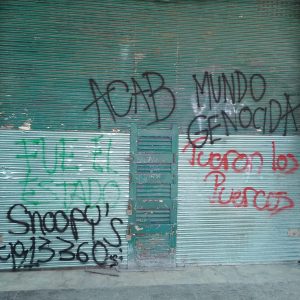 ACAB
MUNDO
GENOCIDA
FUE EL
ESTADO
Fueron los
Puercos
Snoopy's